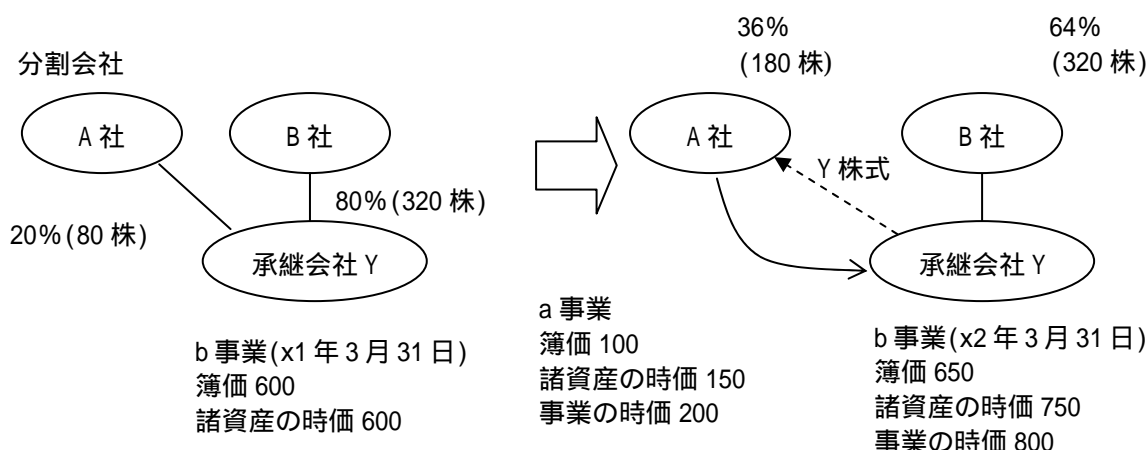 分割会社
A 社
B 社
20%(80 株)
80%(320 株)
承継会社 Y
b 事業(x1 年 3 月 31 日)
簿価 600
諸資産の時価 600
36%
(180 株)
64%
(320 株)
A 社
B 社
Y 株式
承継会社 Y
a 事業
簿価 100
諸資産の時価 150
事業の時価 200
b 事業(x2 年 3 月 31 日)
簿価 650
諸資産の時価 750
事業の時価 800